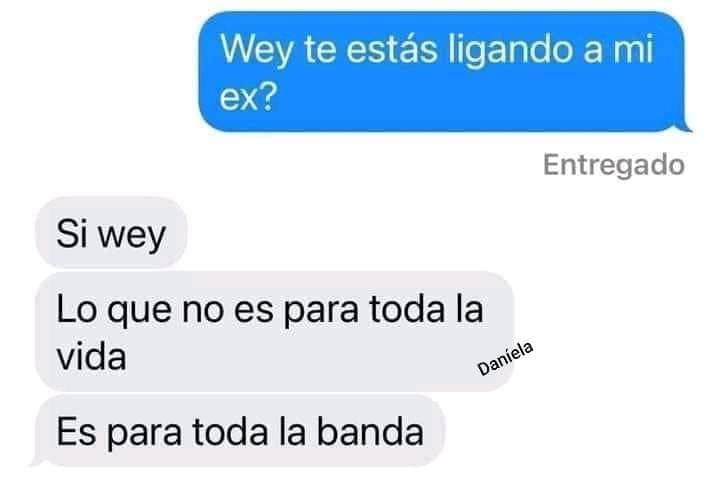 Wey te estás ligando a mi
ex?
Entregado
Si wey
Lo que no es para toda la
vida
Daniela
Es para toda la banda